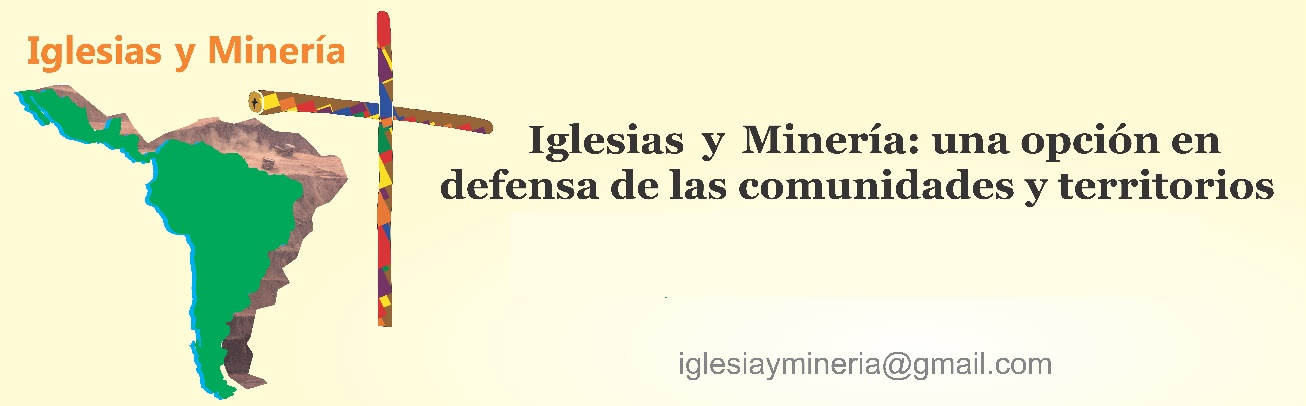 Iglesias y Minería
Iglesias y Minería: una opción en
defensa de las comunidades y territorios
iglesiaymineria@gmail.com